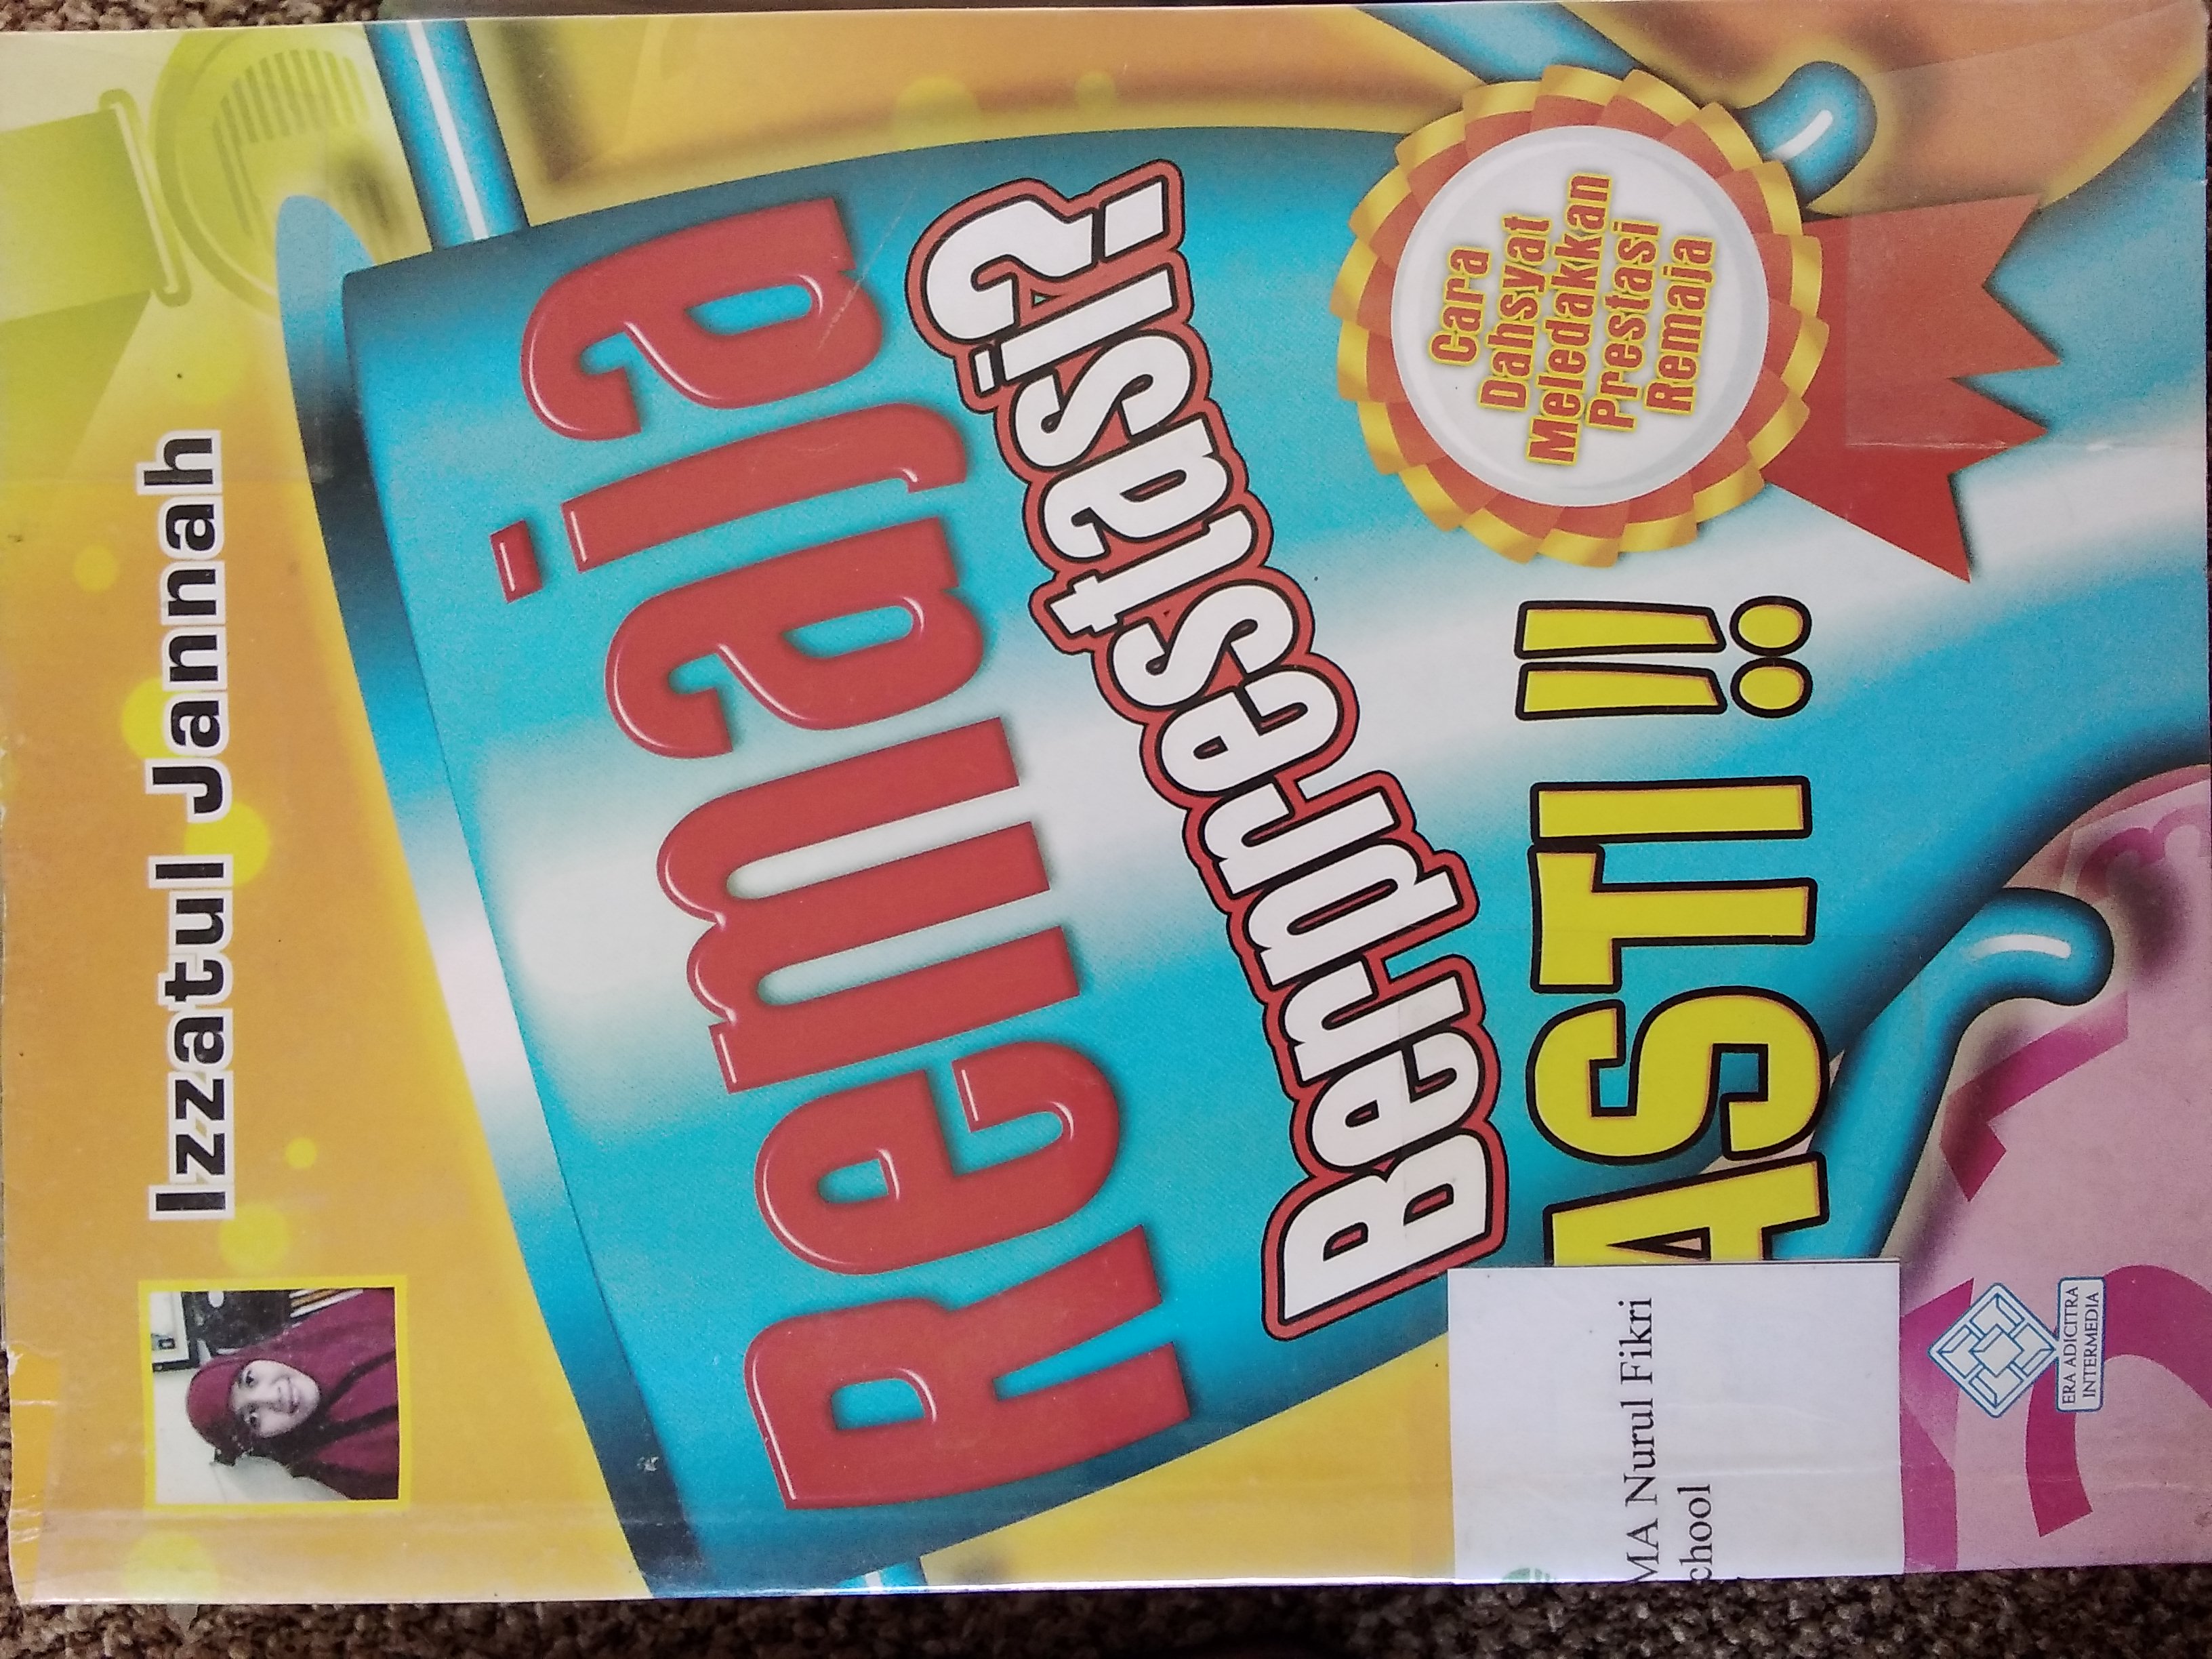 Izzatul Jannah
Remaja
Berprestasi?
ASTI !!
Cara
Dahsyat
Meledakkan
Prestasi
Remaja
MA Nurul Fikri
chool
ERA ADICITRA
INTERMEDIA